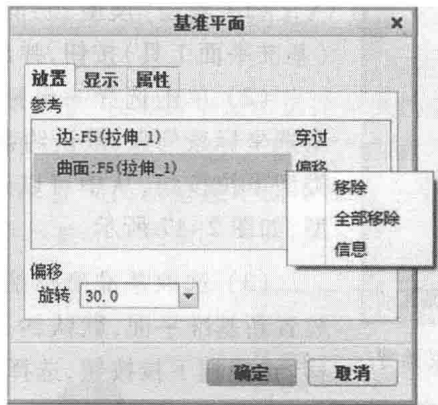 基准平面
放置 显示 属性
参考
边:F5(拉伸_1) 穿过
曲面:F5(拉伸_1) 偏移
移除
全部移除
信息
偏移
旋转 30.0
确定 取消